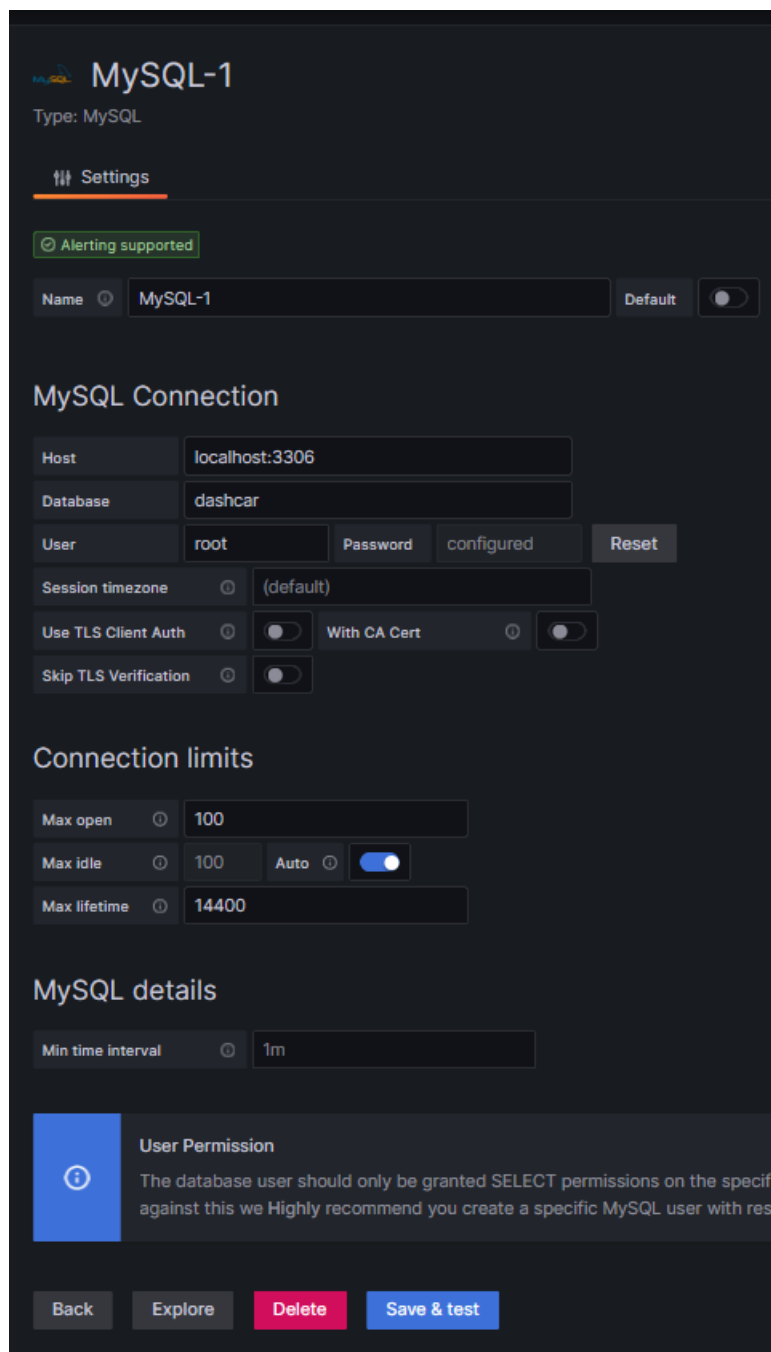 MySQL MySQL-1
Type: MySQL
Settings
Alerting supported
Name MySQL-1 Default
MySQL Connection
Host localhost:3306
Database dashcar
User root Password configured Reset
Session timezone (default)
Use TLS Client Auth With CA Cert
Skip TLS Verification
Connection limits
Max open 100
Max idle 100 Auto
Max lifetime 14400
MySQL details
Min time interval 1m
User Permission
The database user should only be granted SELECT permissions on the specif
against this we Highly recommend you create a specific MySQL user with res
Back Explore Delete Save & test